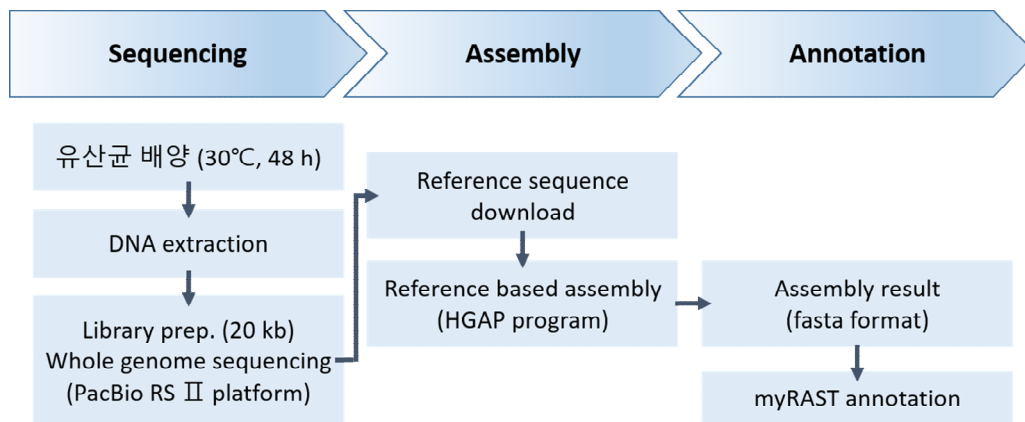 Sequencing
Assembly
Annotation
유산균 배양 (30℃, 48 h)
DNA extraction
Library prep. (20 kb)
Whole genome sequencing
(PacBio RS Ⅱ platform)
Reference sequence
download
Reference based assembly
(HGAP program)
Assembly result
(fasta format)
myRAST annotation